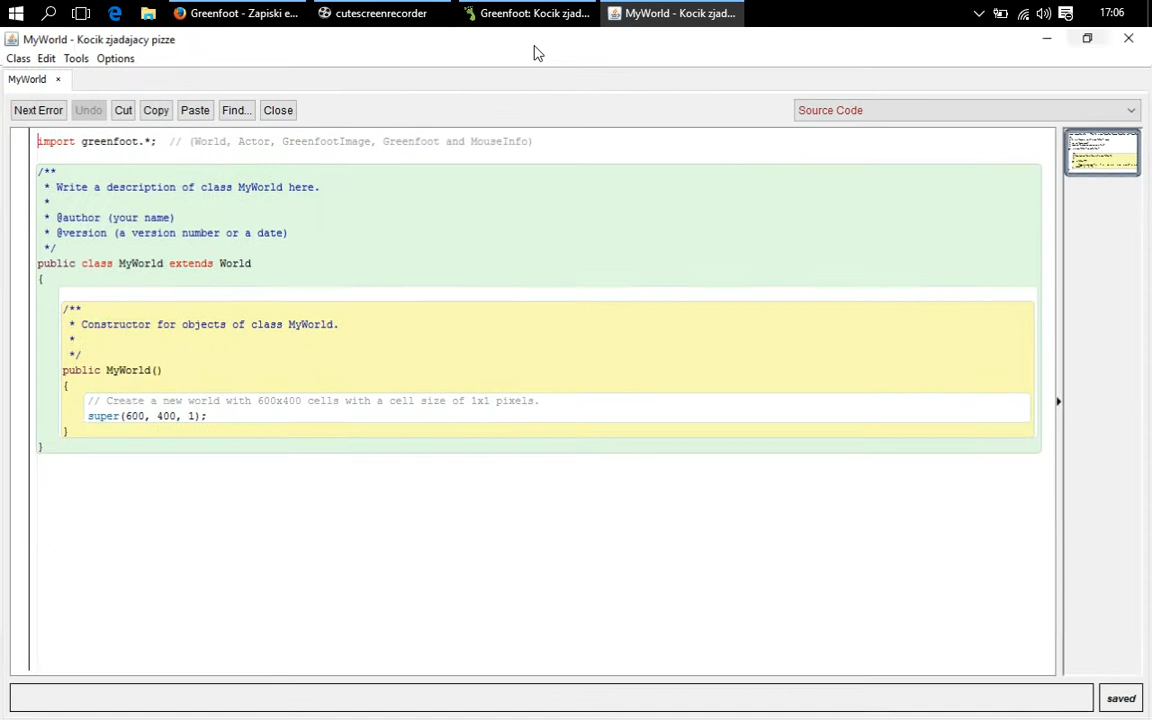 Greenfoot - Zapiski e...
cutescreenrecorder
Greenfoot: Kocik zjad...
MyWorld - Kocik zjad...
17:06
MyWorld - Kocik zjadajacy pizze
Class Edit Tools Options
MyWorld ×
Next Error Undo Cut Copy Paste Find... Close Source Code
import greenfoot.*;  // (World, Actor, GreenfootImage, Greenfoot and MouseInfo)
/**
* Write a description of class MyWorld here.
*
* @author (your name)
* @version (a version number or a date)
*/
public class MyWorld extends World
{
/**
* Constructor for objects of class MyWorld.
*
*/
public MyWorld()
{
// Create a new world with 600x400 cells with a cell size of 1x1 pixels.
super(600, 400, 1);
}
}
saved